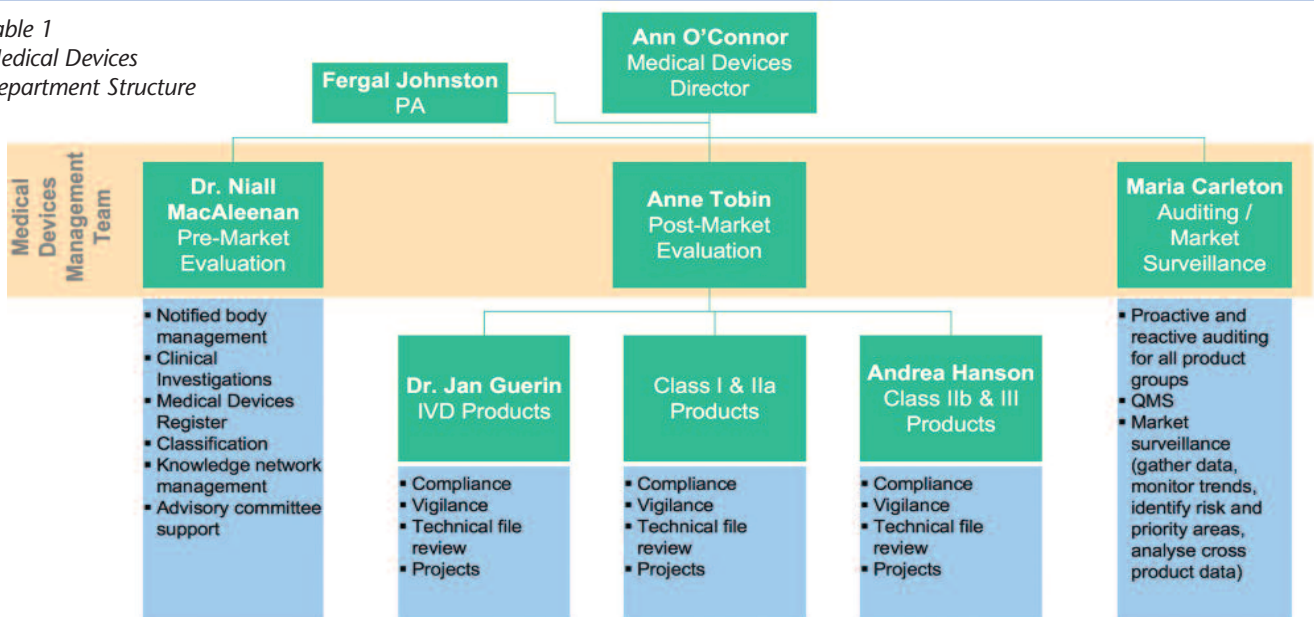 able 1
Medical Devices
epartment Structure
Ann O'Connor
Medical Devices
Director
Fergal Johnston
PA
Medical
Devices
Management
Team
Dr. Niall
MacAleenan
Pre-Market
Evaluation
Anne Tobin
Post-Market
Evaluation
Maria Carleton
Auditing /
Market
Surveillance
▪ Notified body
management
▪ Clinical
Investigations
▪ Medical Devices
Register
▪ Classification
▪ Knowledge network
management
▪ Advisory committee
support
Dr. Jan Guerin
IVD Products
▪ Compliance
▪ Vigilance
▪ Technical file
review
▪ Projects
Class I & IIa
Products
▪ Compliance
▪ Vigilance
▪ Technical file
review
▪ Projects
Andrea Hanson
Class IIb & III
Products
▪ Compliance
▪ Vigilance
▪ Technical file
review
▪ Projects
▪ Proactive and
reactive auditing
for all product
groups
▪ QMS
▪ Market
surveillance
(gather data,
monitor trends,
identify risk and
priority areas,
analyse cross
product data)